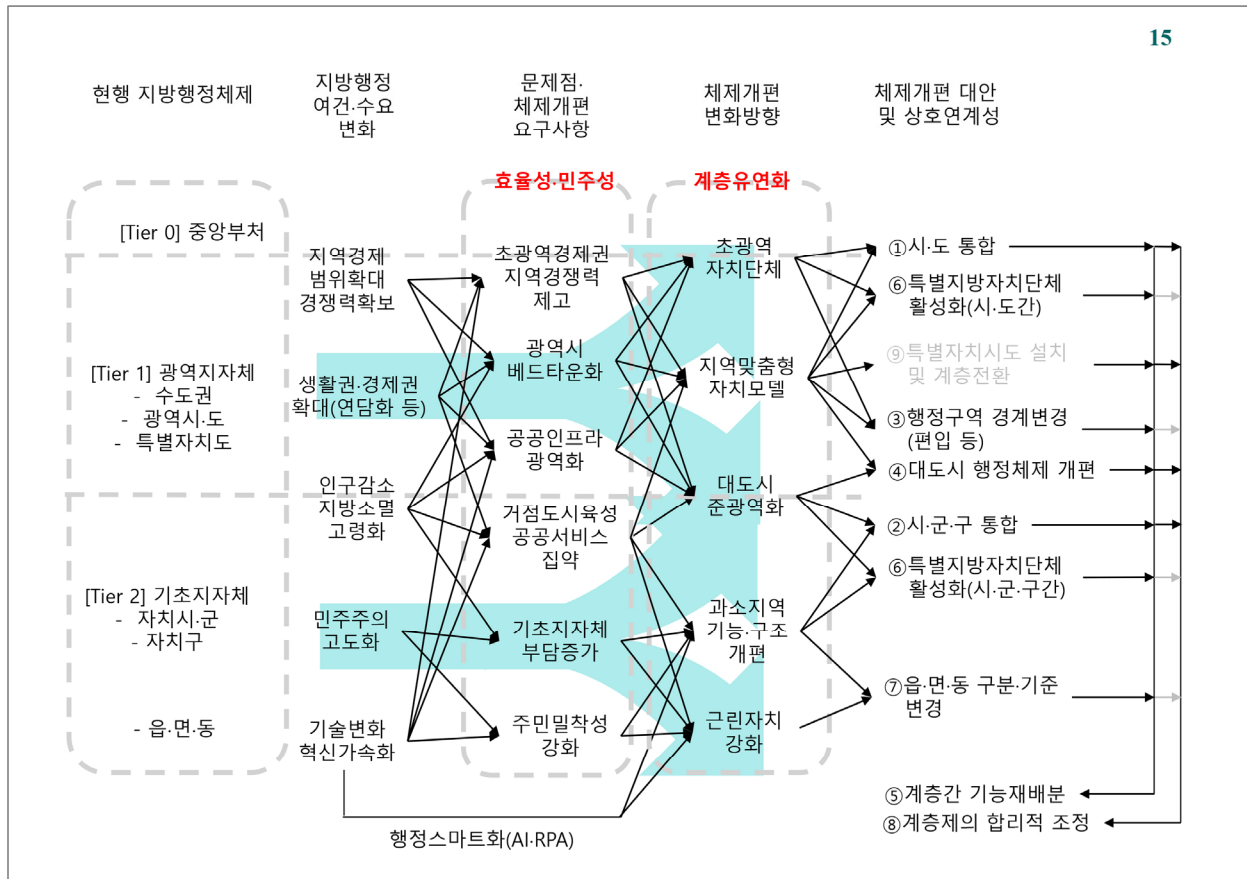 15
현행 지방행정체제
지방행정
여건·수요
변화
문제점·
체제개편
요구사항
체제개편
변화방향
체제개편 대안
및 상호연계성
효율성·민주성
계층유연화
[Tier 0] 중앙부처
[Tier 1] 광역지자체
- 수도권
- 광역시·도
- 특별자치도
[Tier 2] 기초지자체
- 자치시·군
- 자치구
- 읍·면·동
지역경제
범위확대
경쟁력확보
생활권·경제권
확대(연담화 등)
인구감소
지방소멸
고령화
민주주의
고도화
기술변화
혁신가속화
초광역경제권
지역경쟁력
제고
광역시
베드타운화
공공인프라
광역화
거점도시육성
공공서비스
집약
기초지자체
부담증가
주민밀착성
강화
초광역
자치단체
지역맞춤형
자치모델
대도시
준광역화
과소지역
기능·구조
개편
근린자치
강화
①시·도 통합
⑥특별지방자치단체
활성화(시·도간)
⑨특별자치시도 설치
및 계층전환
③행정구역 경계변경
(편입 등)
④대도시 행정체제 개편
②시·군·구 통합
⑥특별지방자치단체
활성화(시·군·구간)
⑦읍·면·동 구분·기준
변경
⑤계층간 기능재배분
⑧계층제의 합리적 조정
행정스마트화(AI·RPA)